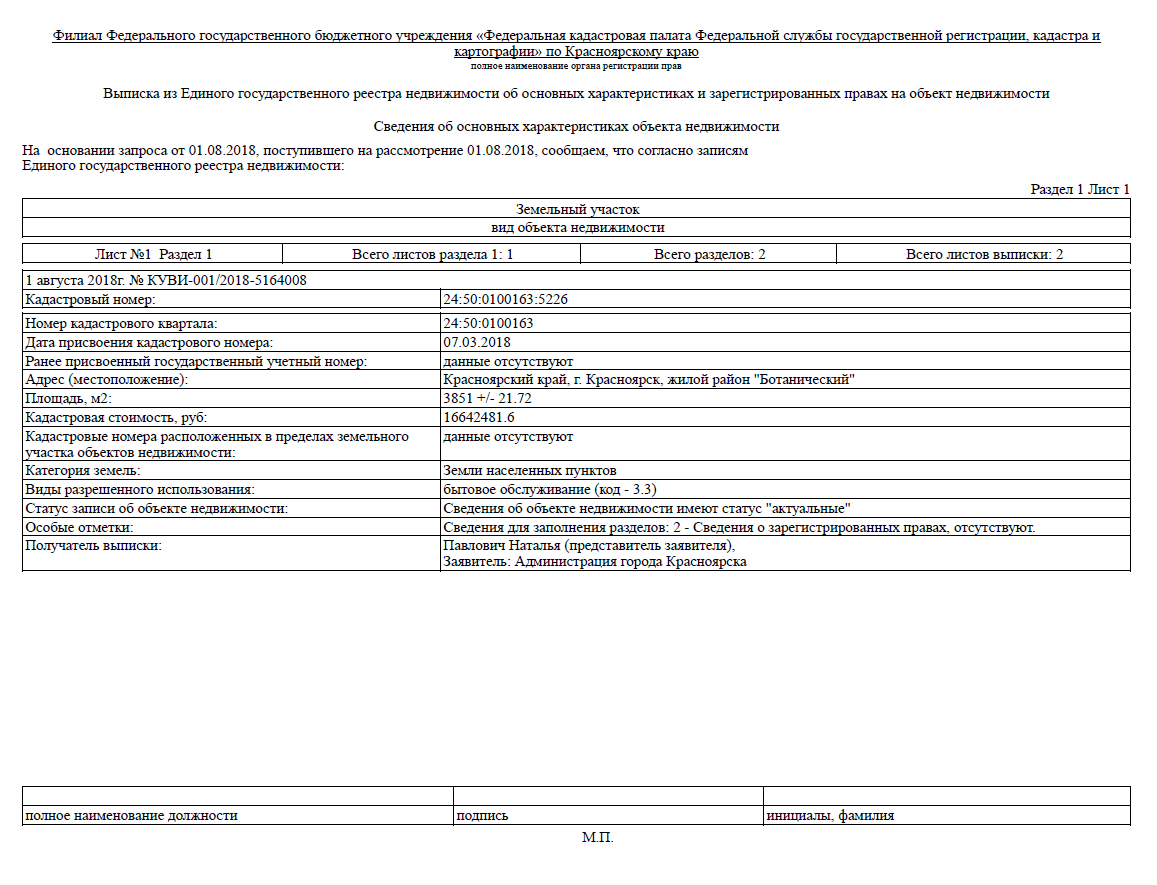 Филиал Федерального государственного бюджетного учреждения «Федеральная кадастровая палата Федеральной службы государственной регистрации, кадастра и
картографии» по Красноярскому краю
полное наименование органа регистрации прав
Выписка из Единого государственного реестра недвижимости об основных характеристиках и зарегистрированных правах на объект недвижимости
Сведения об основных характеристиках объекта недвижимости
На основании запроса от 01.08.2018, поступившего на рассмотрение 01.08.2018, сообщаем, что согласно записям
Единого государственного реестра недвижимости:
Раздел 1 Лист 1
Земельный участок
вид объекта недвижимости
Лист №1 Раздел 1 Всего листов раздела 1: 1 Всего разделов: 2 Всего листов выписки: 2
1 августа 2018г. № КУВИ-001/2018-5164008
Кадастровый номер: 24:50:0100163:5226
Номер кадастрового квартала: 24:50:0100163
Дата присвоения кадастрового номера: 07.03.2018
Ранее присвоенный государственный учетный номер: данные отсутствуют
Адрес (местоположение): Красноярский край, г. Красноярск, жилой район "Ботанический"
Площадь, м2: 3851 +/- 21.72
Кадастровая стоимость, руб: 16642481.6
Кадастровые номера расположенных в пределах земельного данные отсутствуют
участка объектов недвижимости:
Категория земель: Земли населенных пунктов
Виды разрешенного использования: бытовое обслуживание (код - 3.3)
Статус записи об объекте недвижимости: Сведения об объекте недвижимости имеют статус "актуальные"
Особые отметки: Сведения для заполнения разделов: 2 - Сведения о зарегистрированных правах, отсутствуют.
Получатель выписки: Павлович Наталья (представитель заявителя),
Заявитель: Администрация города Красноярска
полное наименование должности подпись инициалы, фамилия
М.П.